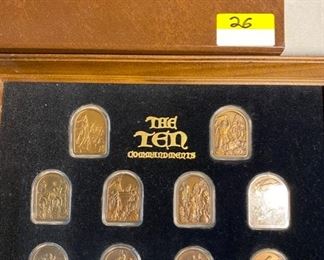 26
THE
TEN
COMMANDMENTS